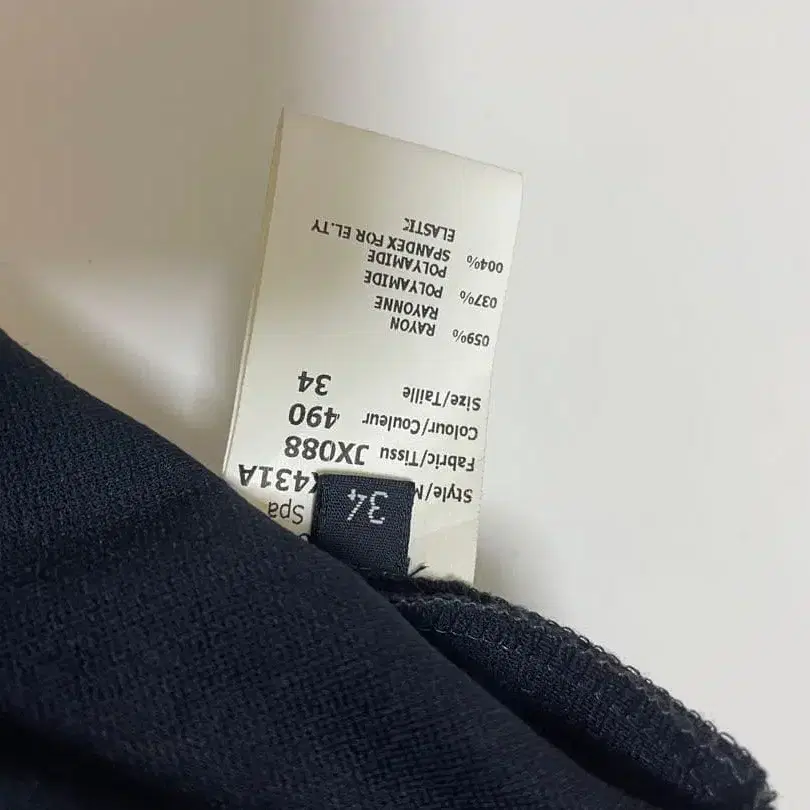 Spa
Style/M K431A
Fabric/Tissu JX088
Colour/Couleur 490
Size/Taille 34
059% RAYON
RAYONNE
037% POLYAMIDE
POLYAMIDE
004% SPANDEX FOR EL.TY
ELASTIC
34